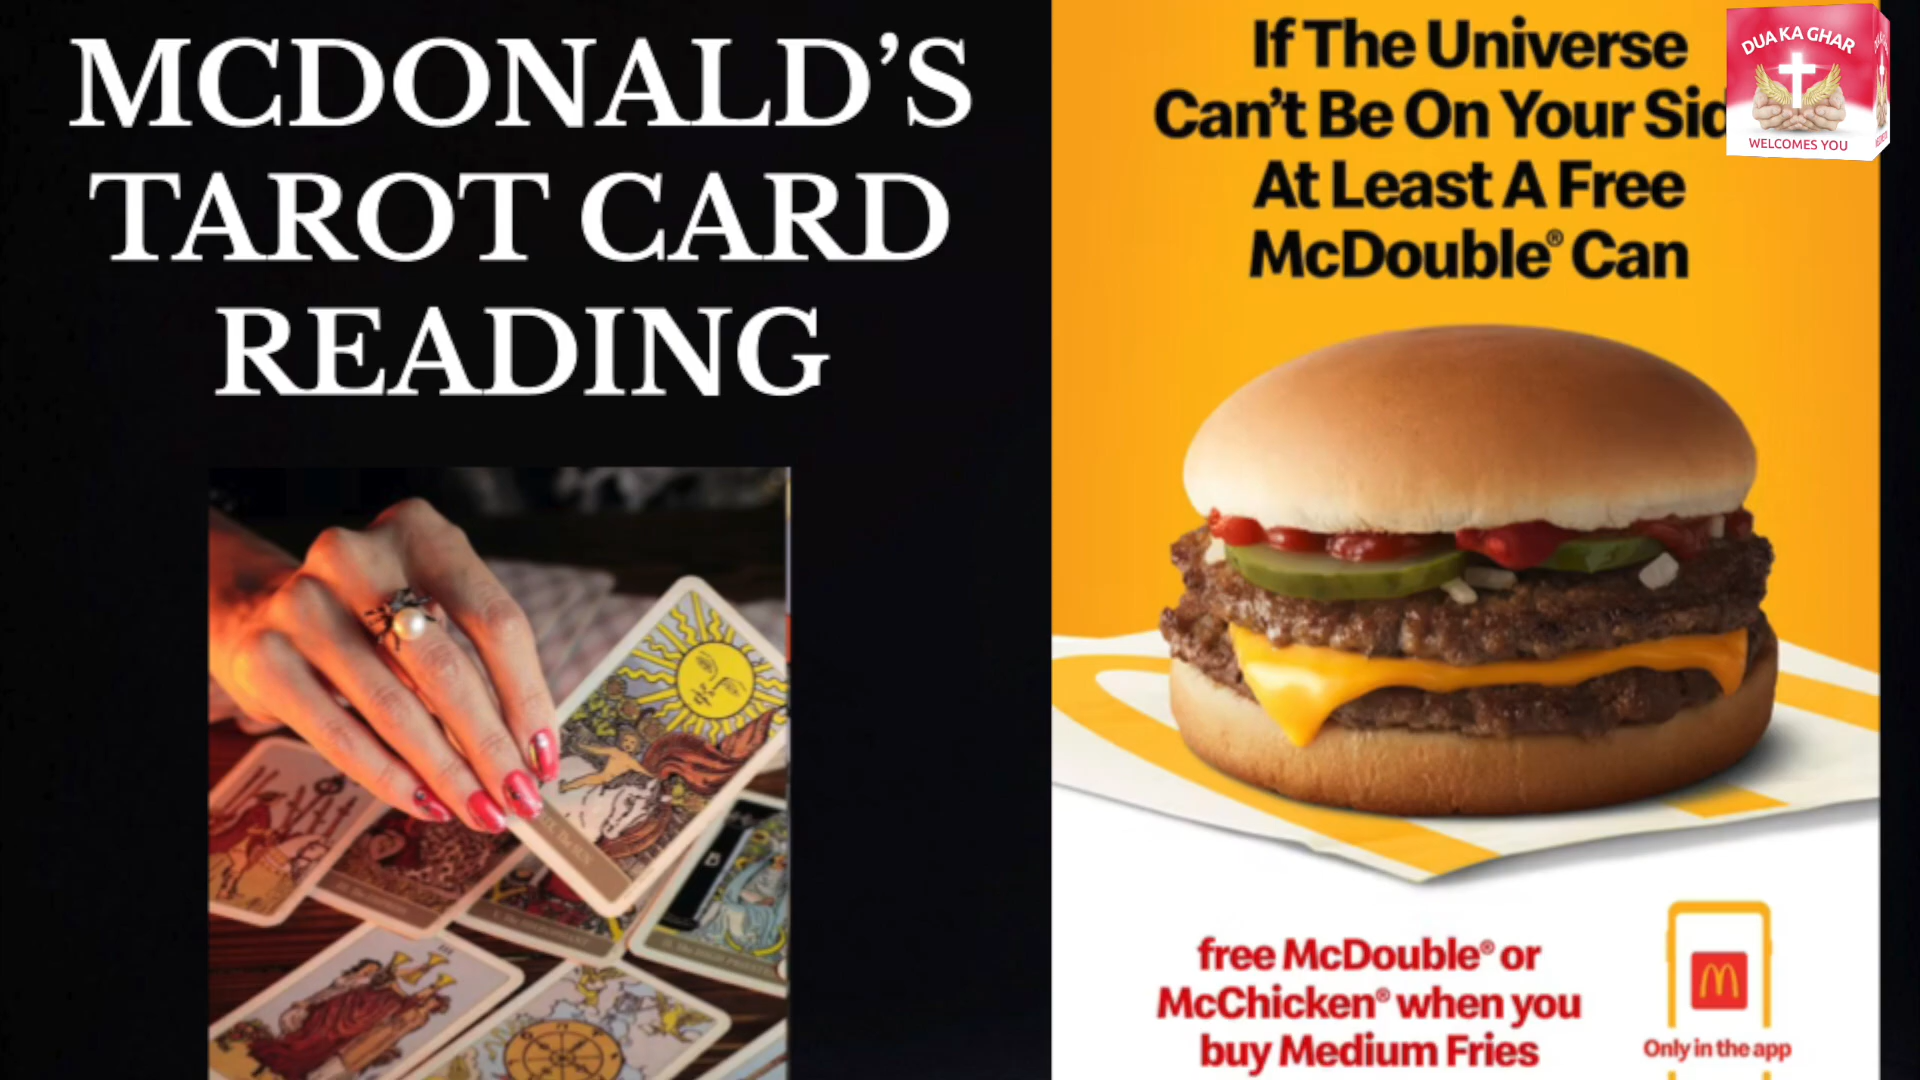 MCDONALD'S
TAROT CARD
READING
If The Universe
Can't Be On Your Sid
At Least A Free
McDouble® Can
DUA KA GHAR
WELCOMES YOU
free McDouble® or
McChicken® when you
buy Medium Fries
Only in the app
III